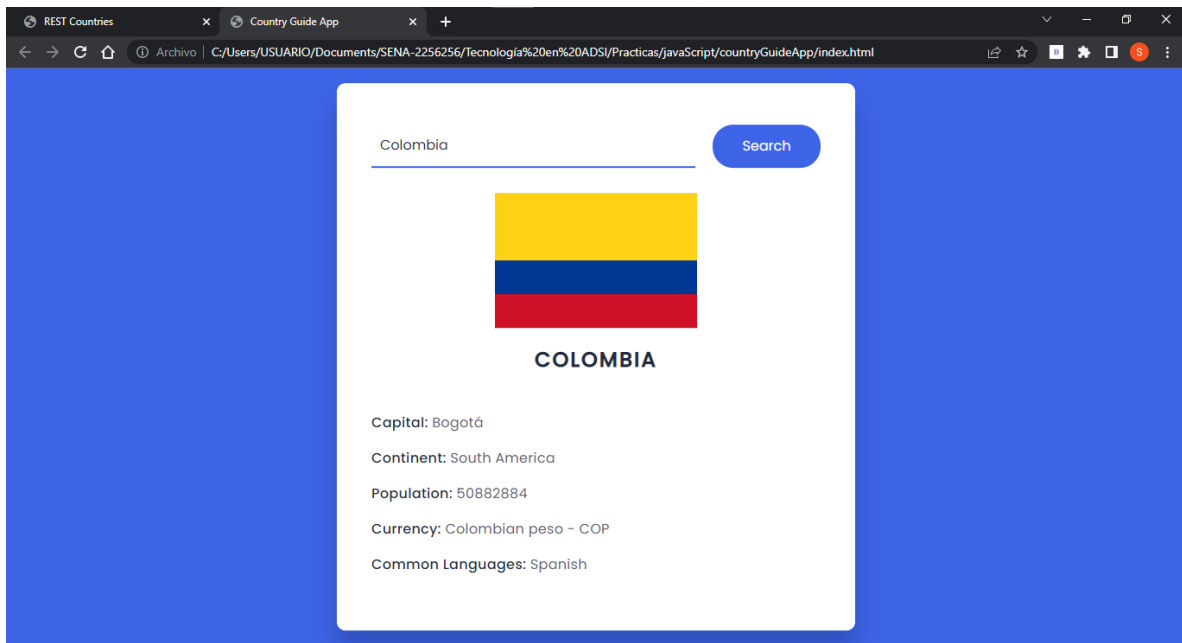 REST Countries
Country Guide App
Archivo
C:/Users/USUARIO/Documents/SENA-2256256/Tecnología%20en%20ADSI/Practicas/javaScript/countryGuideApp/index.html
B
S
Colombia
Search
COLOMBIA
Capital: Bogotá
Continent: South America
Population: 50882884
Currency: Colombian peso - COP
Common Languages: Spanish